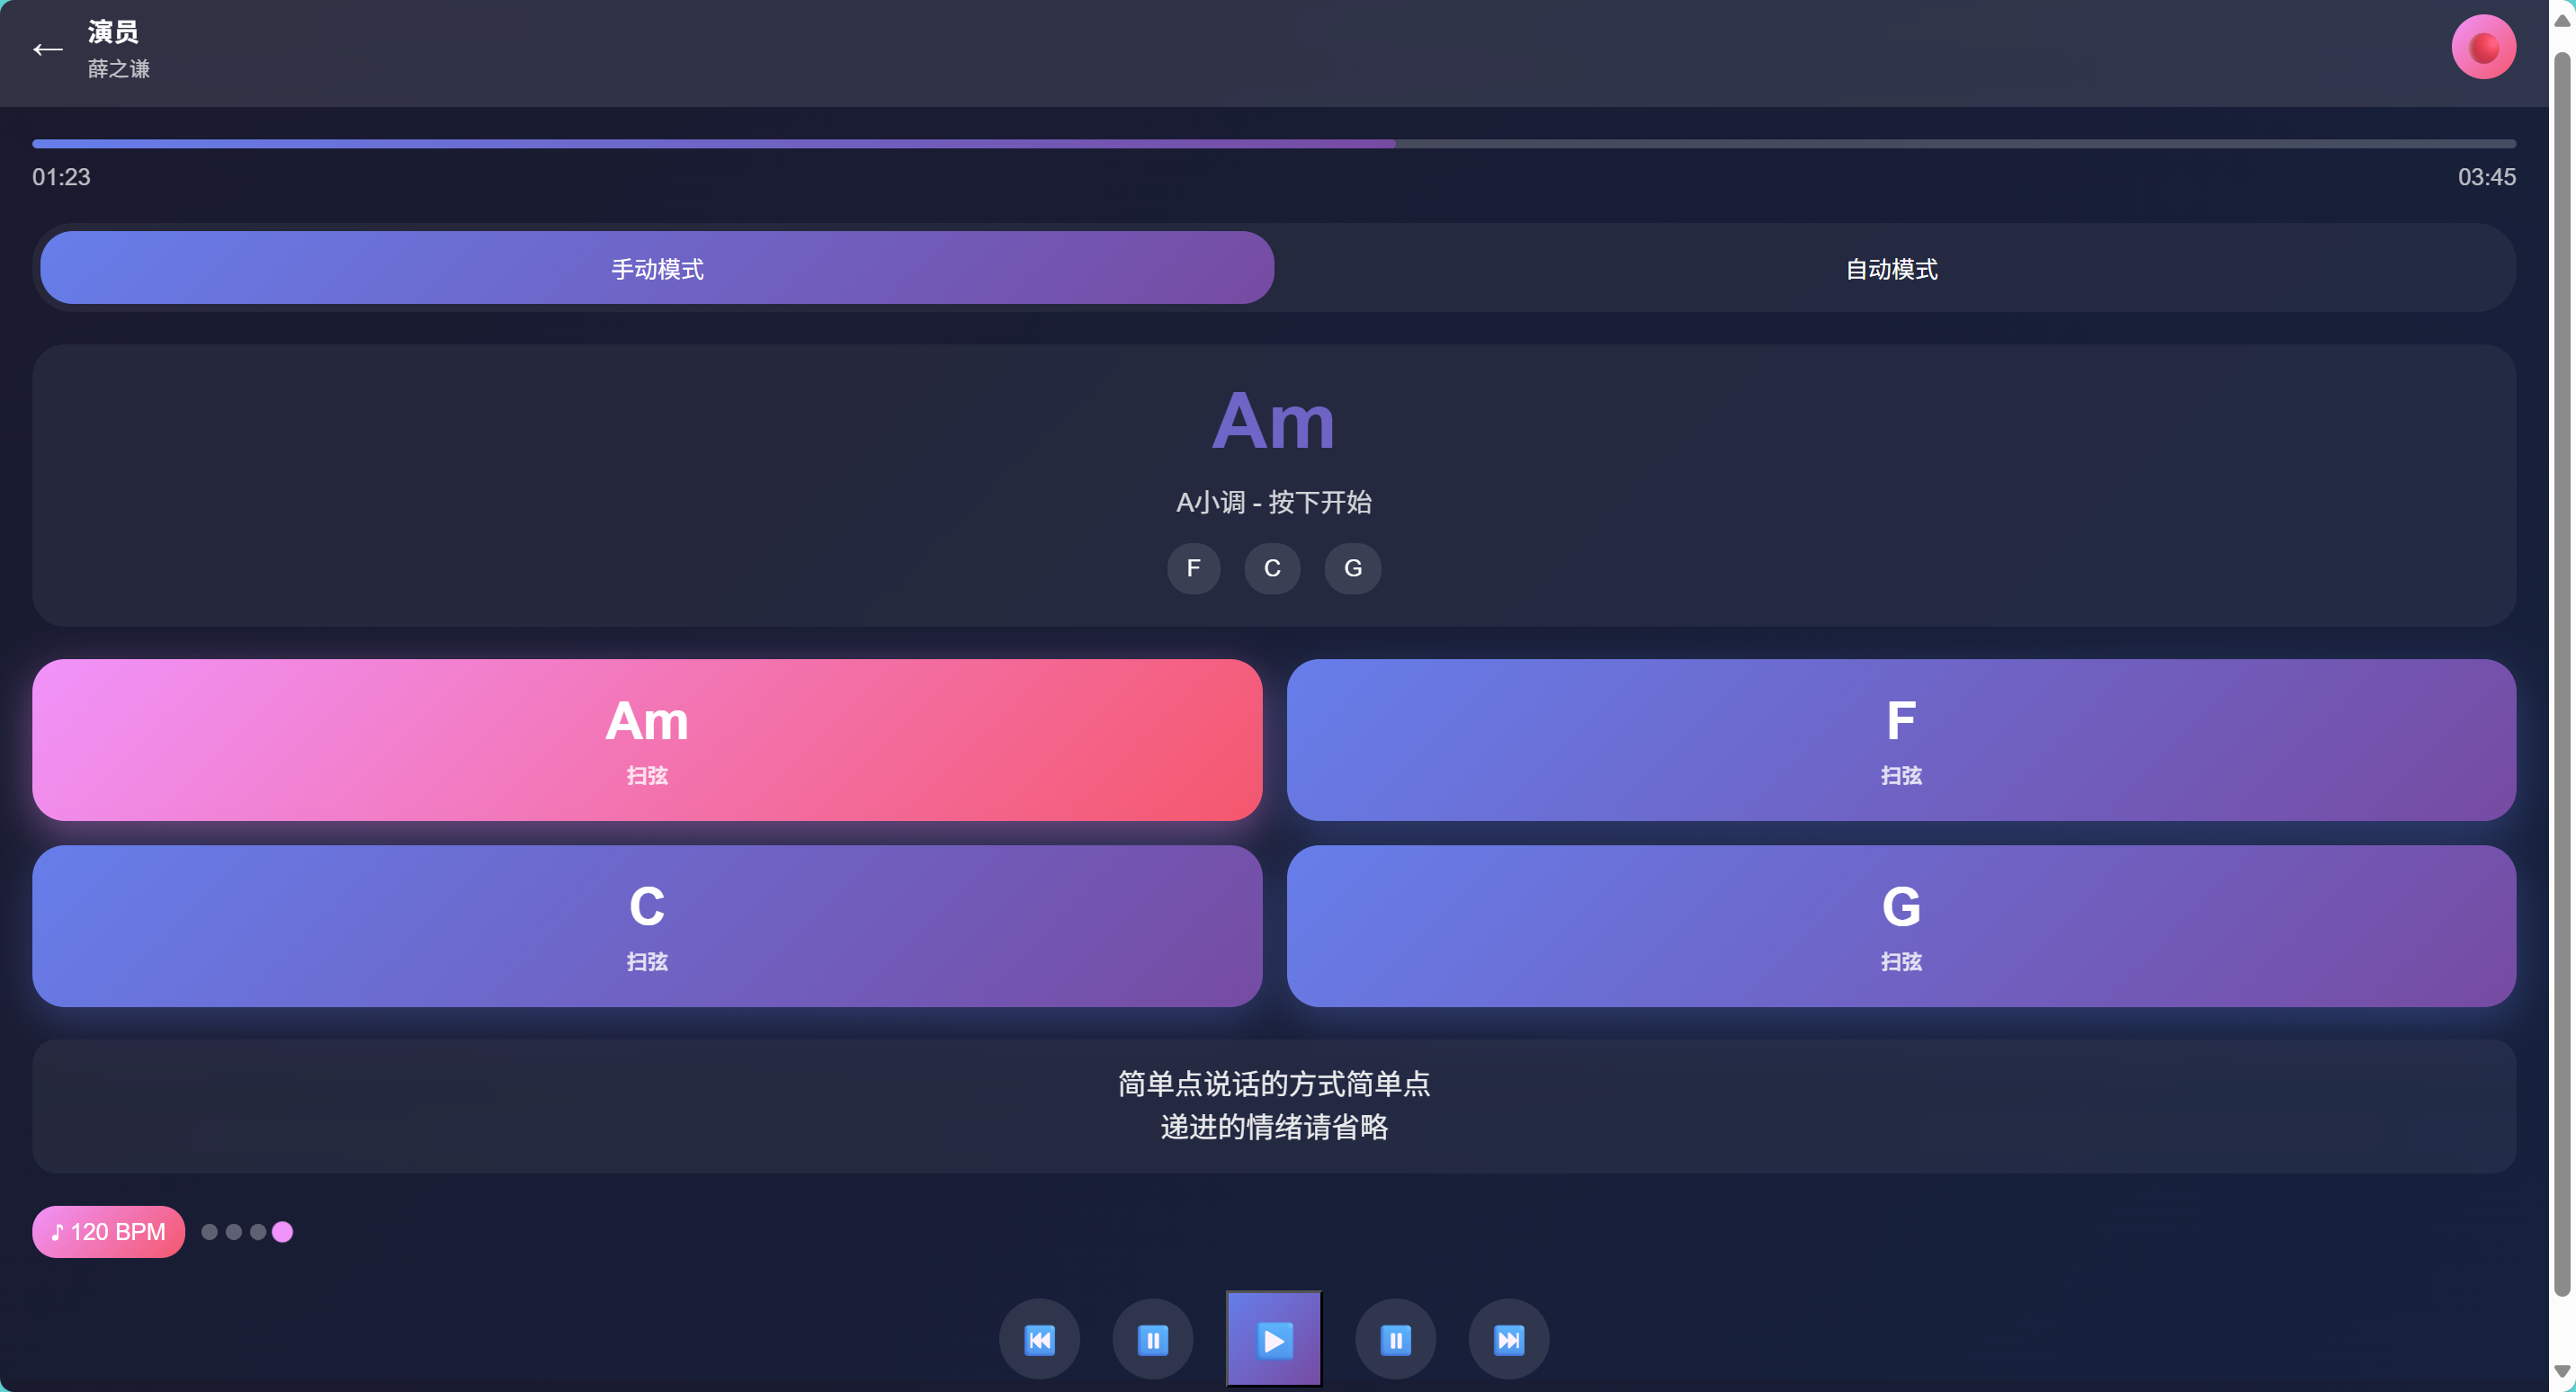 演员
薛之谦
01:23
03:45
手动模式
自动模式
Am
A小调 - 按下开始
F
C
G
Am
扫弦
F
扫弦
C
扫弦
G
扫弦
简单点说话的方式简单点
递进的情绪请省略
♪ 120 BPM